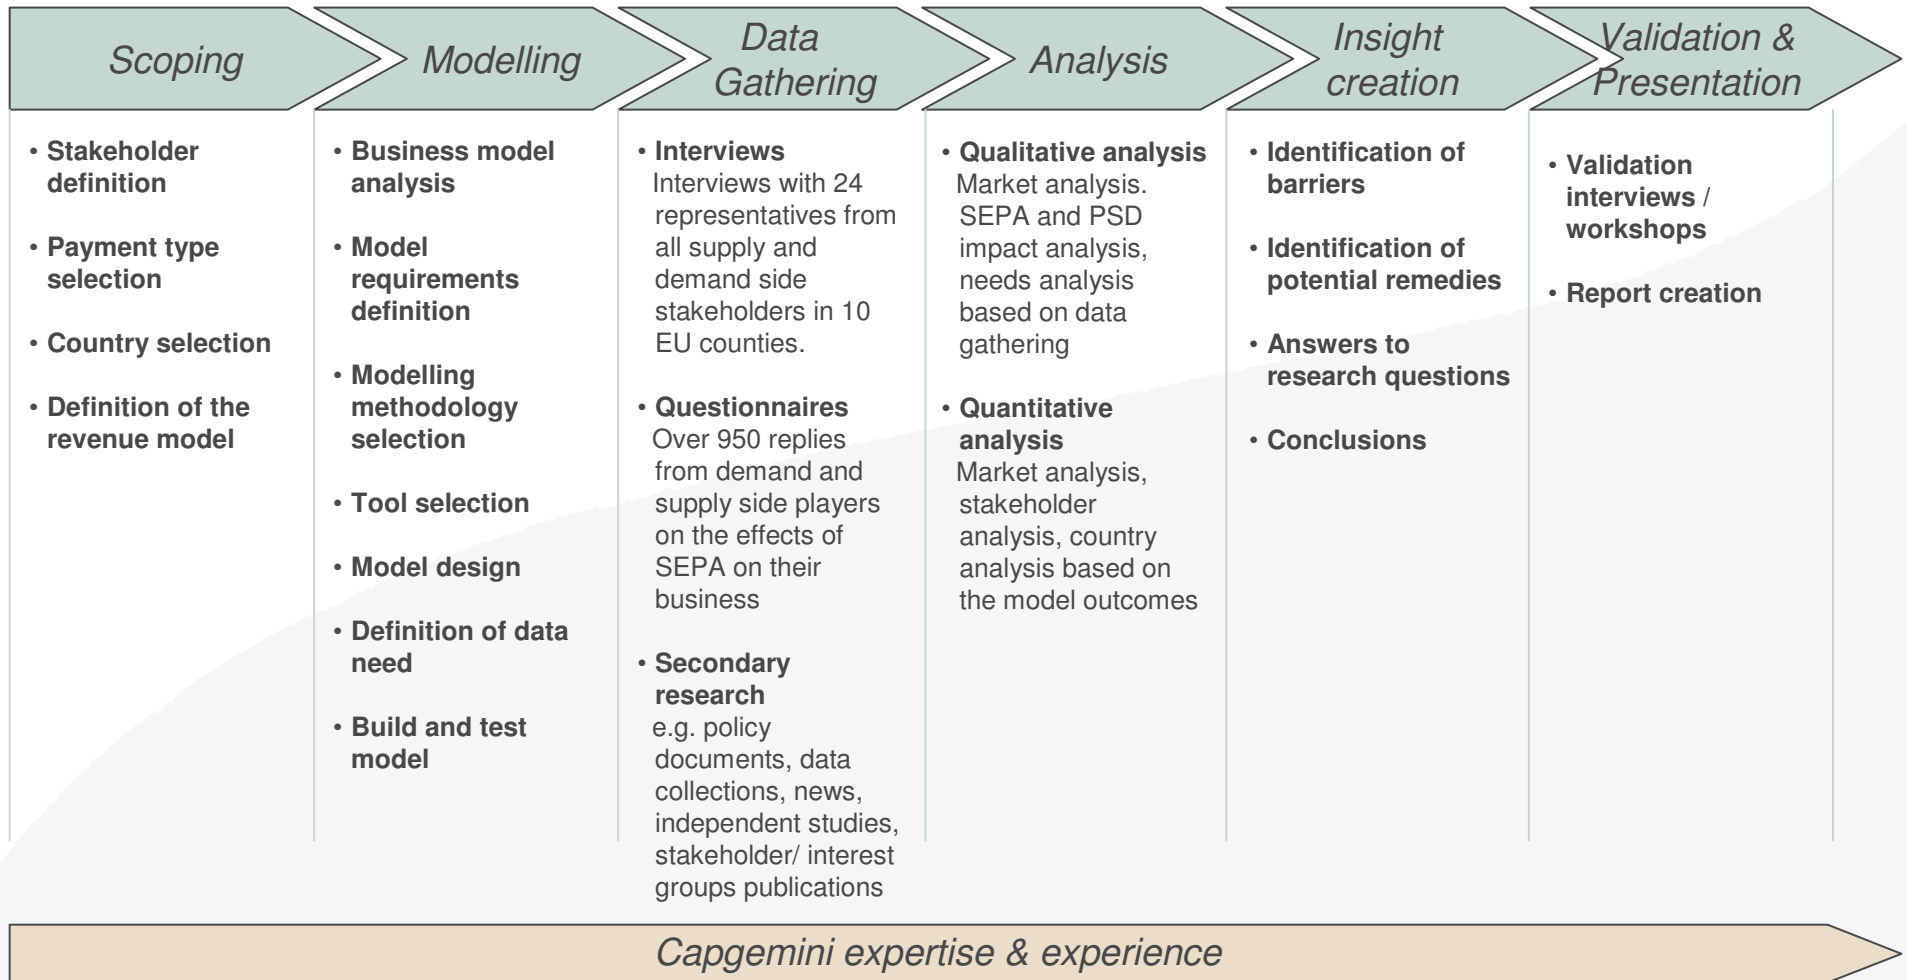 Scoping
Modelling
Data
Gathering
Analysis
Insight
creation
Validation &
Presentation
• Stakeholder
definition
• Payment type
selection
• Country selection
• Definition of the
revenue model
• Business model
analysis
• Model
requirements
definition
• Modelling
methodology
selection
• Tool selection
• Model design
• Definition of data
need
• Build and test
model
• Interviews
Interviews with 24
representatives from
all supply and
demand side
stakeholders in 10
EU counties.
• Questionnaires
Over 950 replies
from demand and
supply side players
on the effects of
SEPA on their
business
• Secondary
research
e.g. policy
documents, data
collections, news,
independent studies,
stakeholder/ interest
groups publications
• Qualitative analysis
Market analysis.
SEPA and PSD
impact analysis,
needs analysis
based on data
gathering
• Quantitative
analysis
Market analysis,
stakeholder
analysis, country
analysis based on
the model outcomes
• Identification of
barriers
• Identification of
potential remedies
• Answers to
research questions
• Conclusions
• Validation
interviews /
workshops
• Report creation
Capgemini expertise & experience